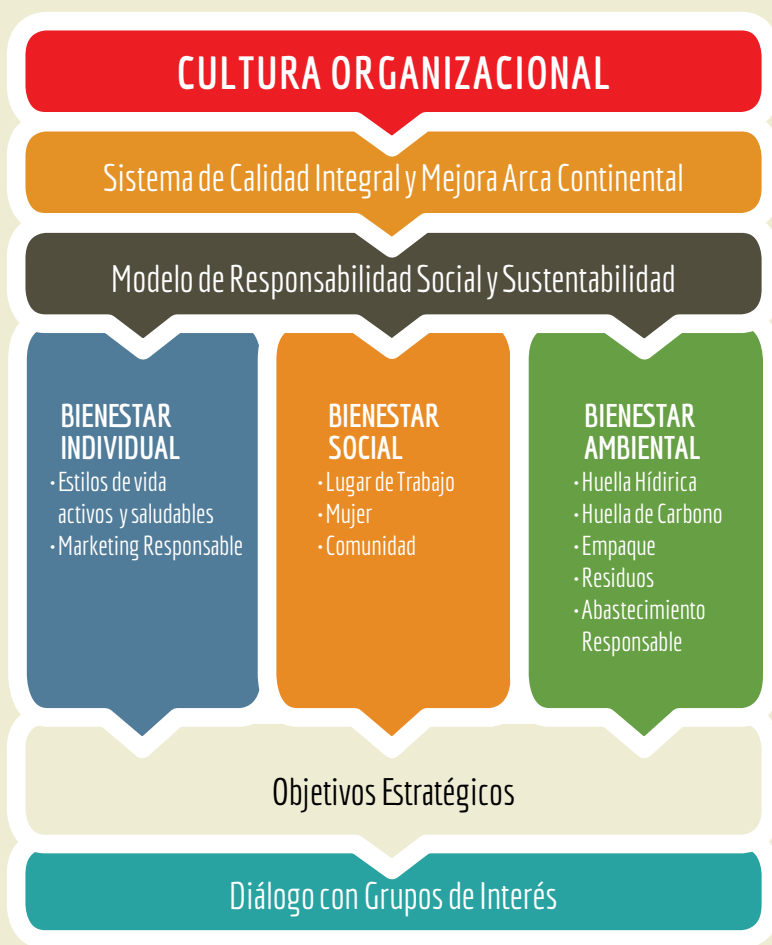 CULTURA ORGANIZACIONAL
Sistema de Calidad Integral y Mejora Arca Continental
Modelo de Responsabilidad Social y Sustentabilidad
BIENESTAR
INDIVIDUAL
· Estilos de vida
activos y saludables
· Marketing Responsable
BIENESTAR
SOCIAL
· Lugar de Trabajo
· Mujer
· Comunidad
BIENESTAR
AMBIENTAL
· Huella Hídirica
· Huella de Carbono
· Empaque
· Residuos
· Abastecimiento
Responsable
Objetivos Estratégicos
Diálogo con Grupos de Interés